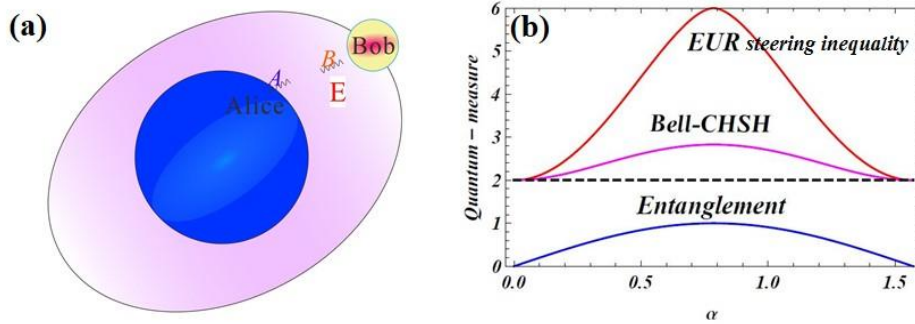 (a)
Bob
B
A
E
Alice
(b)
EUR steering inequality
Bell-CHSH
Entanglement
Quantum - measure
6
5
4
3
2
1
0
0.0
0.5
1.0
1.5
α